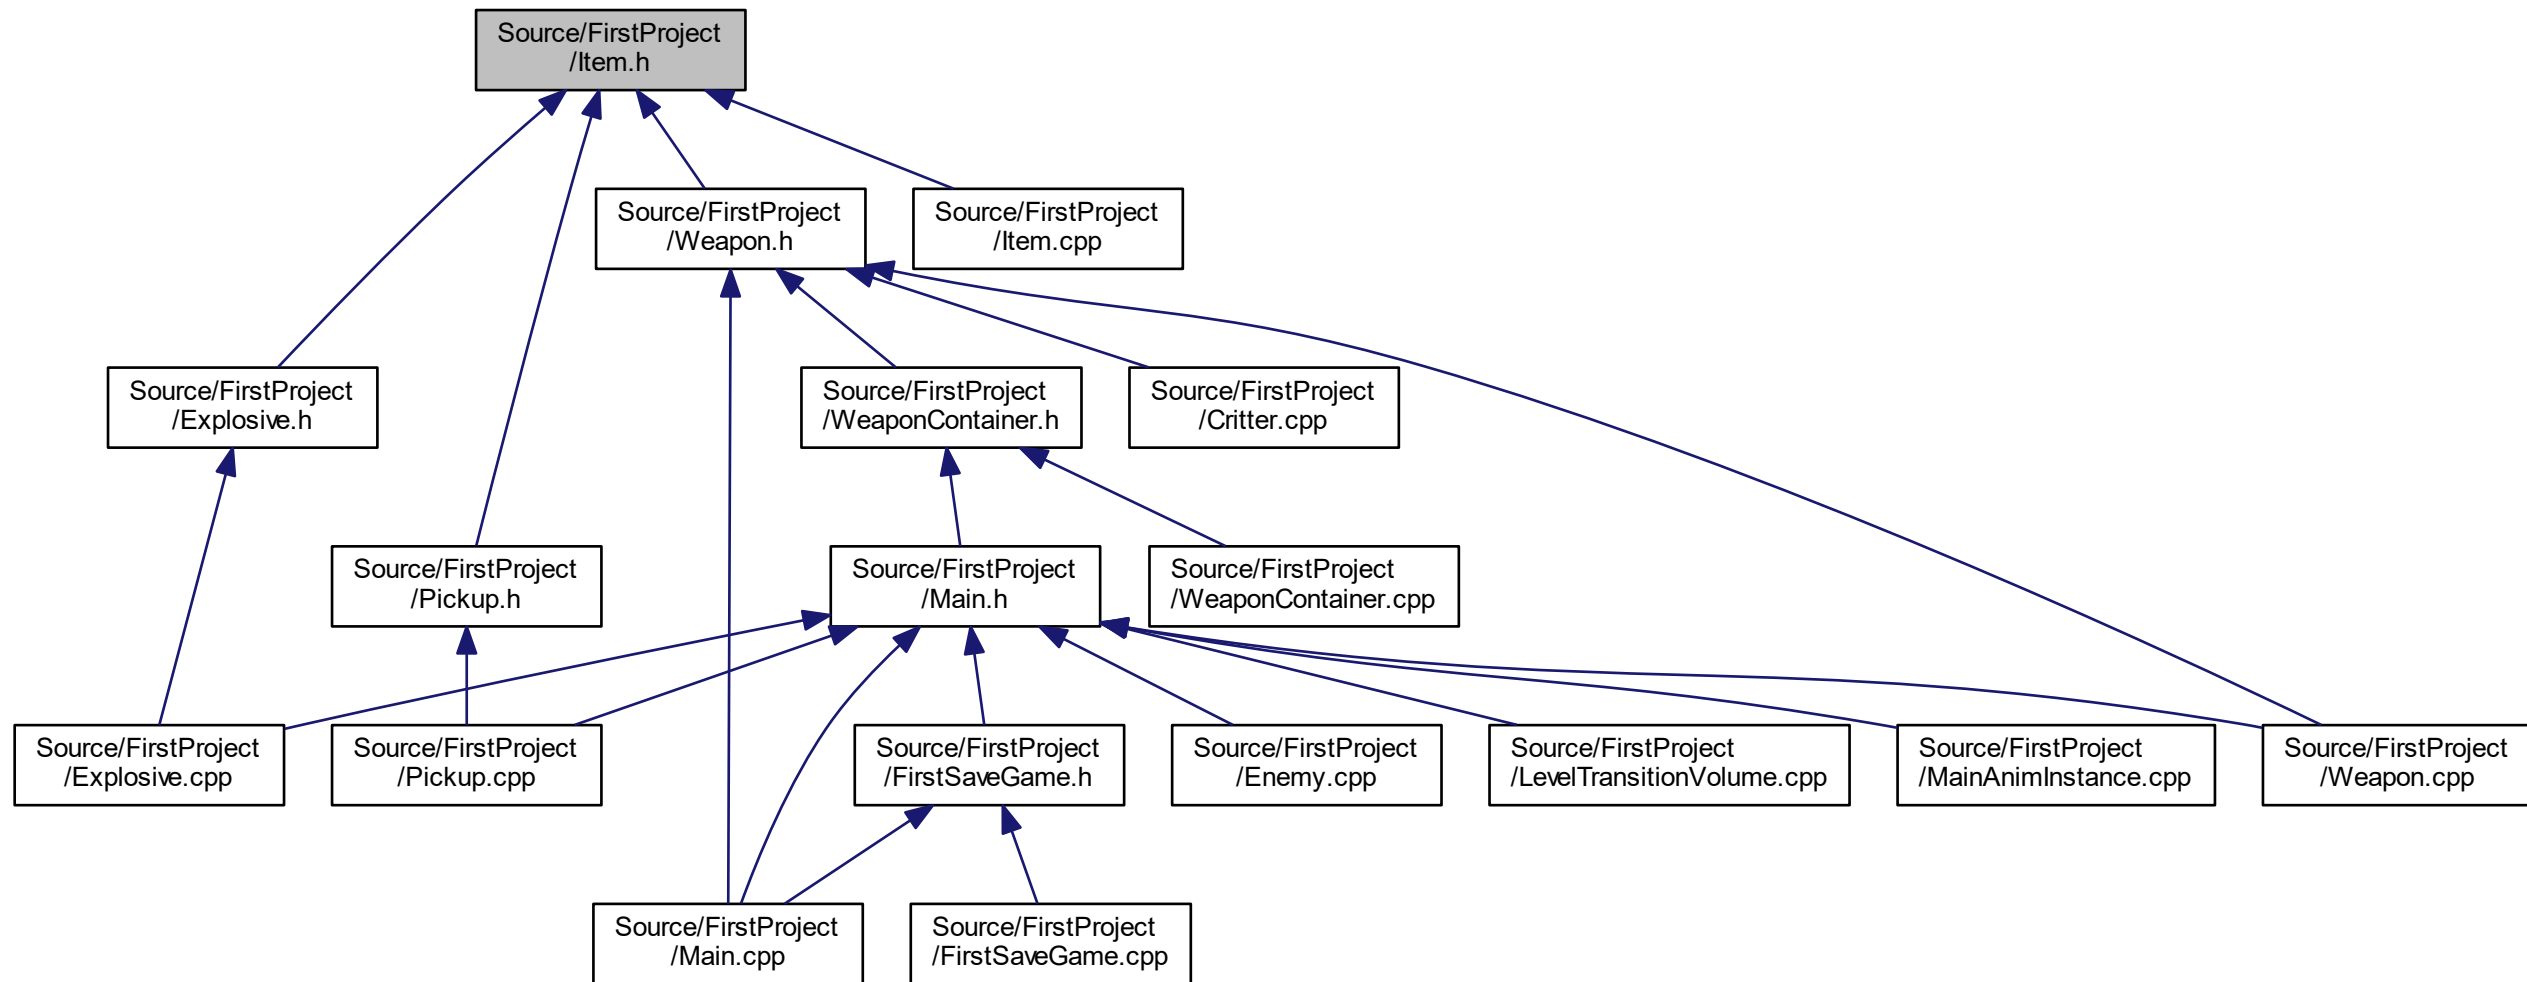 Source/FirstProject
/Item.h
Source/FirstProject
/Weapon.h
Source/FirstProject
/Item.cpp
Source/FirstProject
/Explosive.h
Source/FirstProject
/WeaponContainer.h
Source/FirstProject
/Critter.cpp
Source/FirstProject
/Pickup.h
Source/FirstProject
/Main.h
Source/FirstProject
/WeaponContainer.cpp
Source/FirstProject
/Explosive.cpp
Source/FirstProject
/Pickup.cpp
Source/FirstProject
/FirstSaveGame.h
Source/FirstProject
/Enemy.cpp
Source/FirstProject
/LevelTransitionVolume.cpp
Source/FirstProject
/MainAnimInstance.cpp
Source/FirstProject
/Weapon.cpp
Source/FirstProject
/Main.cpp
Source/FirstProject
/FirstSaveGame.cpp